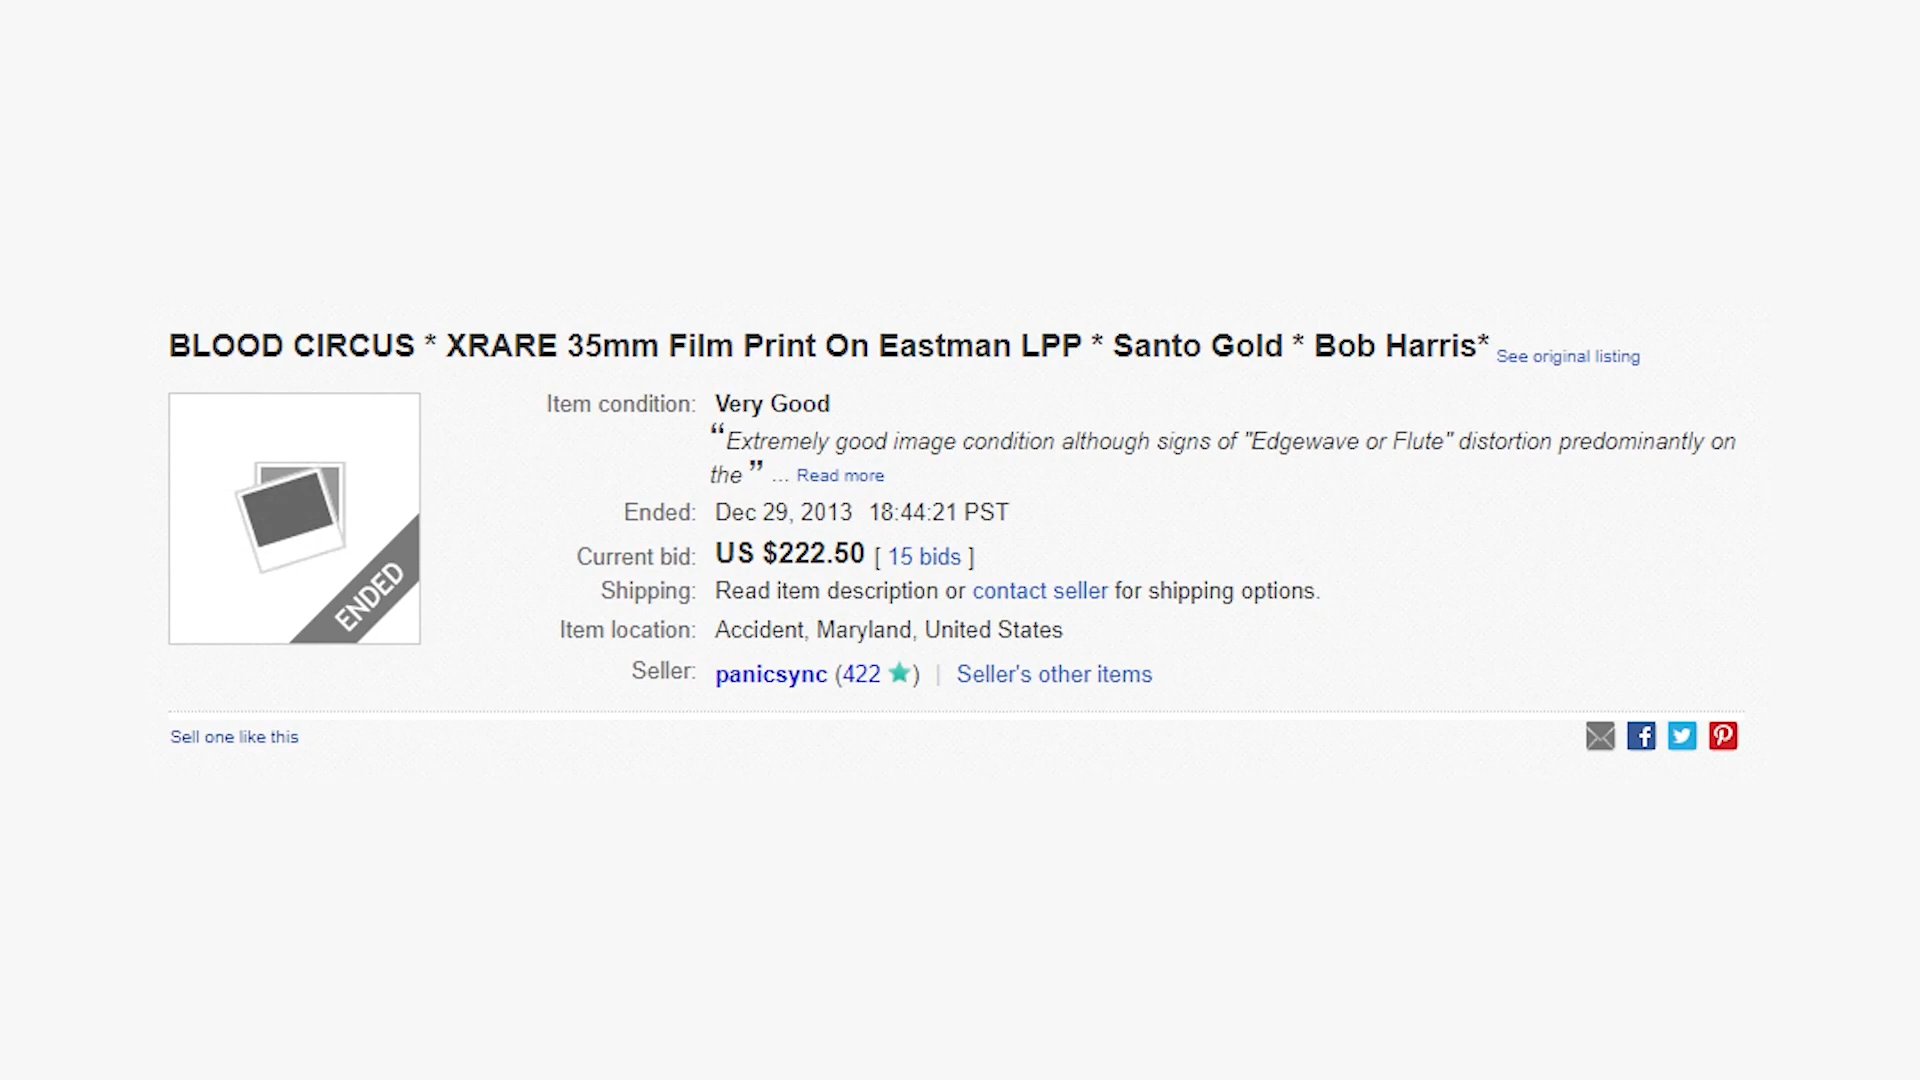 BLOOD CIRCUS * XRARE 35mm Film Print On Eastman LPP * Santo Gold * Bob Harris* See original listing
Item condition: Very Good
“Extremely good image condition although signs of "Edgewave or Flute" distortion predominantly on
the ” ... Read more
Ended: Dec 29, 2013 18:44:21 PST
Current bid: US $222.50 [ 15 bids ]
Shipping: Read item description or contact seller for shipping options.
Item location: Accident, Maryland, United States
Seller: panicsync (422 ★) | Seller's other items
ENDED
Sell one like this